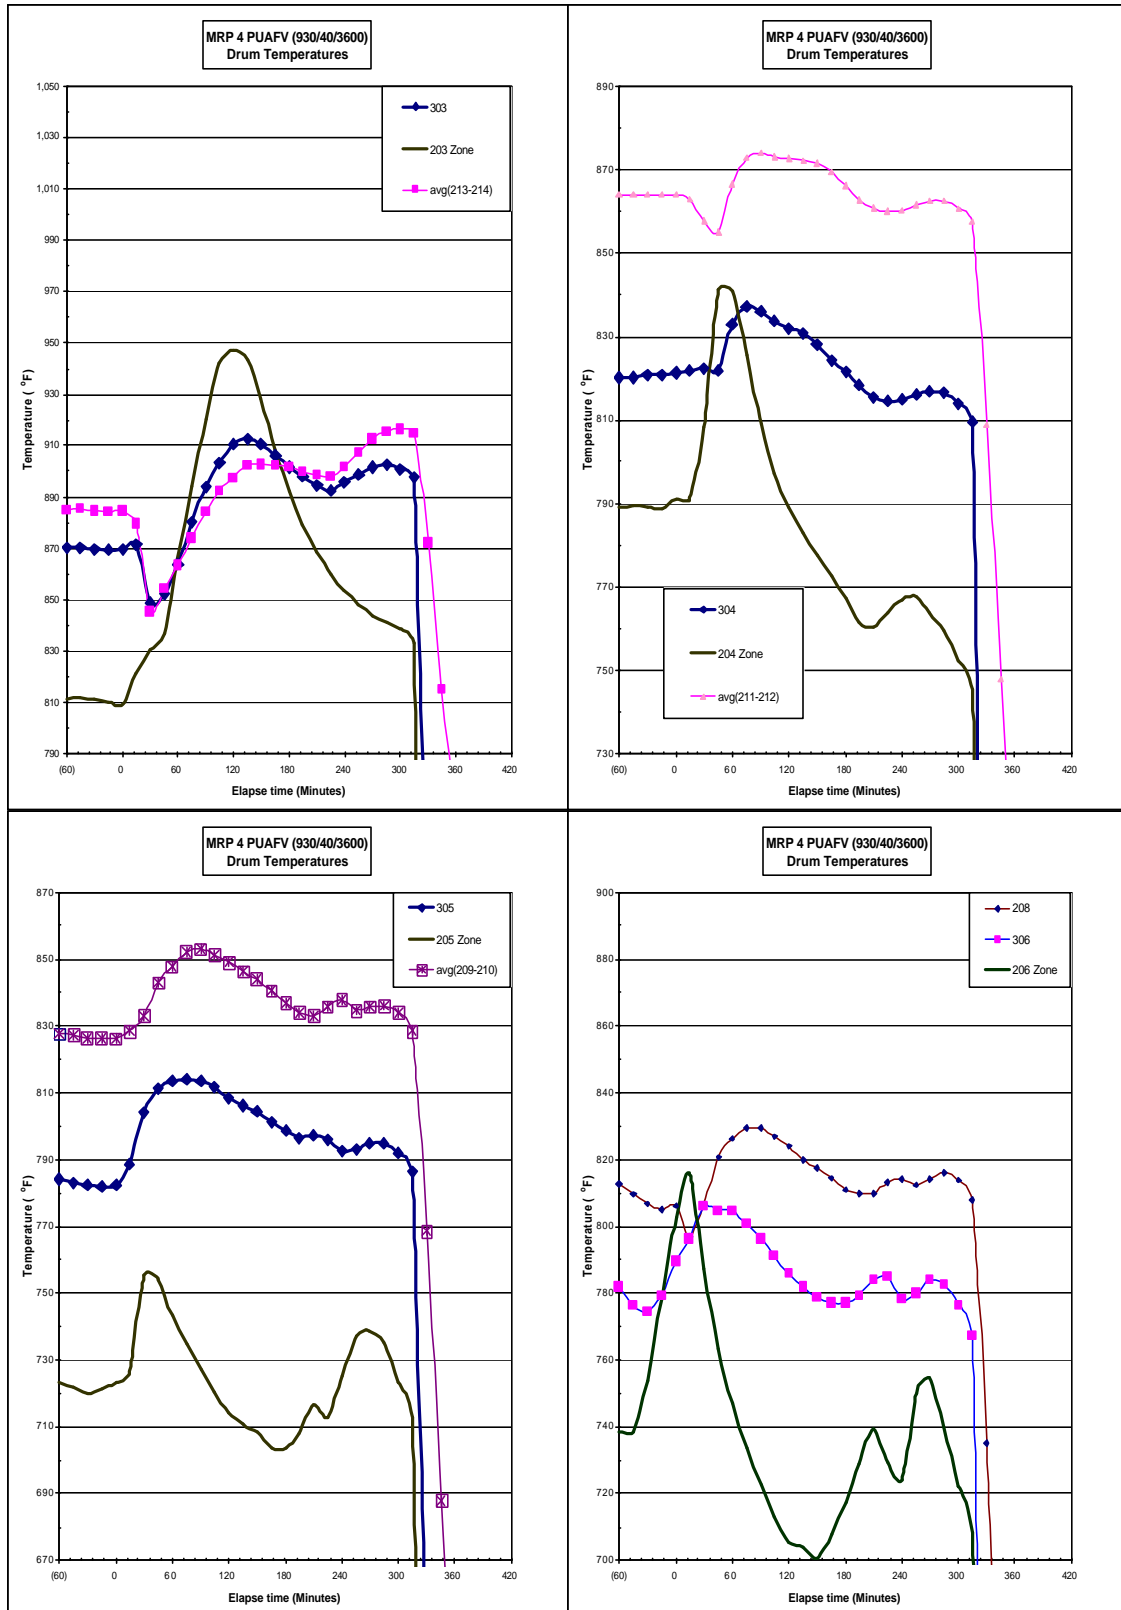 MRP 4 PUAFV (930/40/3600)
Drum Temperatures
1,050
1,030
1,010
990
970
950
930
910
890
870
850
830
810
790
Temperature ( °F)
303
203 Zone
avg(213-214)
(60) 0 60 120 180 240 300 360 420
Elapse time (Minutes)
MRP 4 PUAFV (930/40/3600)
Drum Temperatures
890
870
850
830
810
790
770
750
730
Temperature ( °F)
304
204 Zone
avg(211-212)
(60) 0 60 120 180 240 300 360 420
Elapse time (Minutes)
MRP 4 PUAFV (930/40/3600)
Drum Temperatures
870
850
830
810
790
770
750
730
710
690
670
Temperature ( °F)
305
205 Zone
avg(209-210)
(60) 0 60 120 180 240 300 360 420
Elapse time (Minutes)
MRP 4 PUAFV (930/40/3600)
Drum Temperatures
900
880
860
840
820
800
780
760
740
720
700
Temperature ( °F)
208
306
206 Zone
(60) 0 60 120 180 240 300 360 420
Elapse time (Minutes)